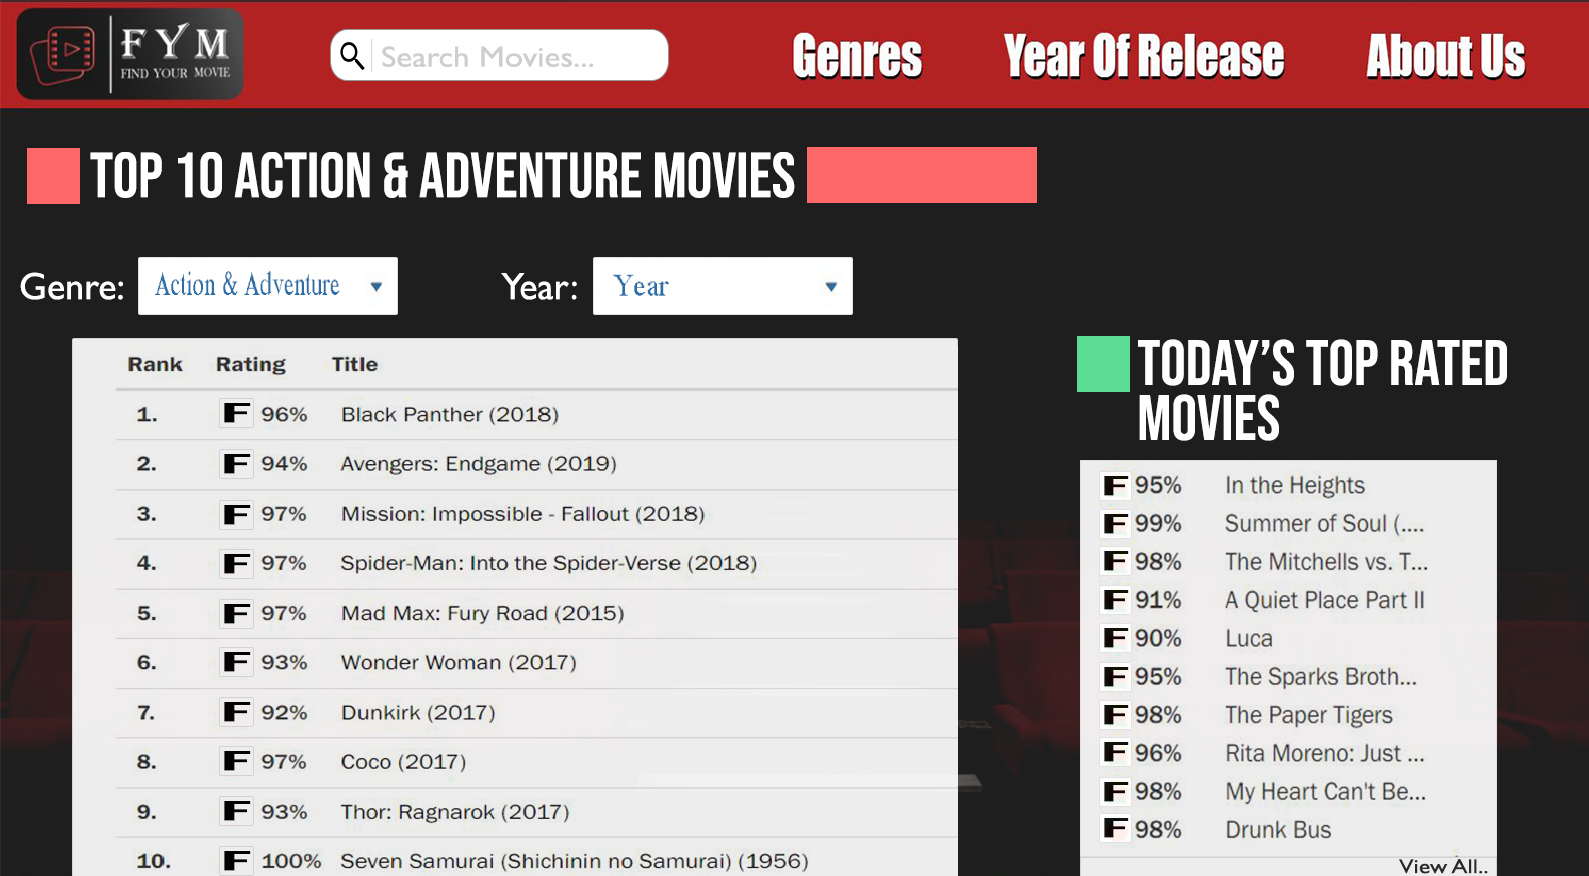 FYM
FIND YOUR MOVIE
Search Movies...
Genres
Year Of Release
About Us
TOP 10 ACTION & ADVENTURE MOVIES
Genre: Action & Adventure
Year: Year
Rank Rating Title
1. F 96% Black Panther (2018)
2. F 94% Avengers: Endgame (2019)
3. F 97% Mission: Impossible - Fallout (2018)
4. F 97% Spider-Man: Into the Spider-Verse (2018)
5. F 97% Mad Max: Fury Road (2015)
6. F 93% Wonder Woman (2017)
7. F 92% Dunkirk (2017)
8. F 97% Coco (2017)
9. F 93% Thor: Ragnarok (2017)
10. F 100% Seven Samurai (Shichinin no Samurai) (1956)
TODAY’S TOP RATED
MOVIES
F 95% In the Heights
F 99% Summer of Soul (....
F 98% The Mitchells vs. T...
F 91% A Quiet Place Part II
F 90% Luca
F 95% The Sparks Broth...
F 98% The Paper Tigers
F 96% Rita Moreno: Just ...
F 98% My Heart Can't Be...
F 98% Drunk Bus
View All..